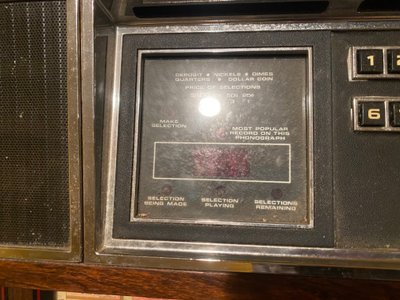 DEPOSIT • NICKELS • DIMES
QUARTERS • DOLLAR COIN
PRICE OF SELECTIONS
MAKE
SELECTION
MOST POPULAR
RECORD ON THIS
PHONOGRAPH
SELECTION
BEING MADE
SELECTION
PLAYING
SELECTIONS
REMAINING
1
6